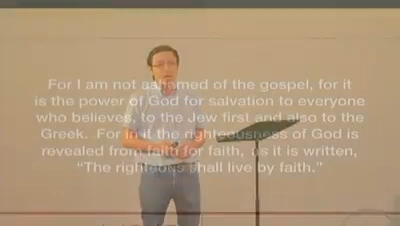 For I am not ashamed of the gospel, for it
is the power of God for salvation to everyone
who believes, to the Jew first and also to the
Greek.  For in it the righteousness of God is
revealed from faith for faith, as it is written,
“The righteous shall live by faith.”